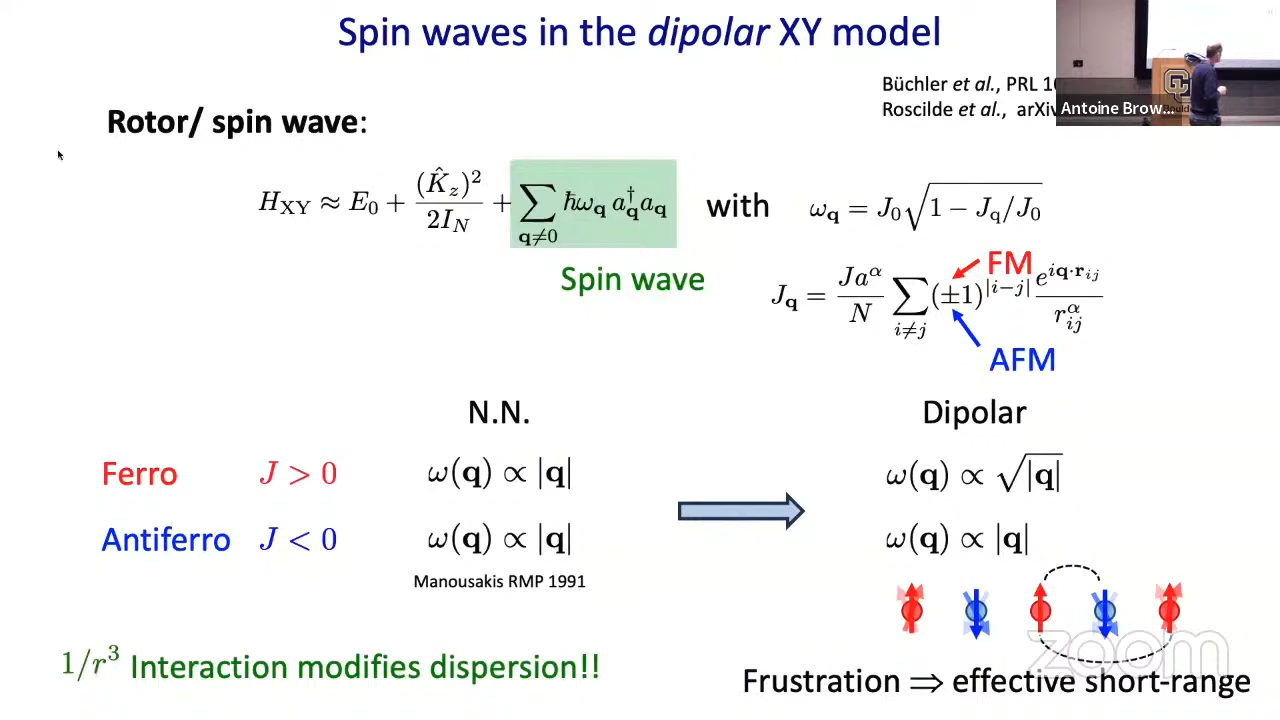 Spin waves in the dipolar XY model
Büchler et al., PRL 10
Roscilde et al., arXiv
Antoine Brow...
Rotor/ spin wave:
H_XY ≈ E_0 + (K̂_z)^2 / 2I_N + ∑_{q≠0} ħω_q a_q^† a_q with ω_q = J_0 √(1 − J_q/J_0)
Spin wave
FM
J_q = Ja^α / N ∑_{i≠j} (±1)^{|i−j|} e^{iq·r_ij} / r_ij^α
AFM
N.N. Dipolar
Ferro J > 0 ω(q) ∝ |q| ω(q) ∝ √|q|
Antiferro J < 0 ω(q) ∝ |q| ω(q) ∝ |q|
Manousakis RMP 1991
zoom
1/r^3 Interaction modifies dispersion!!
Frustration ⇒ effective short-range